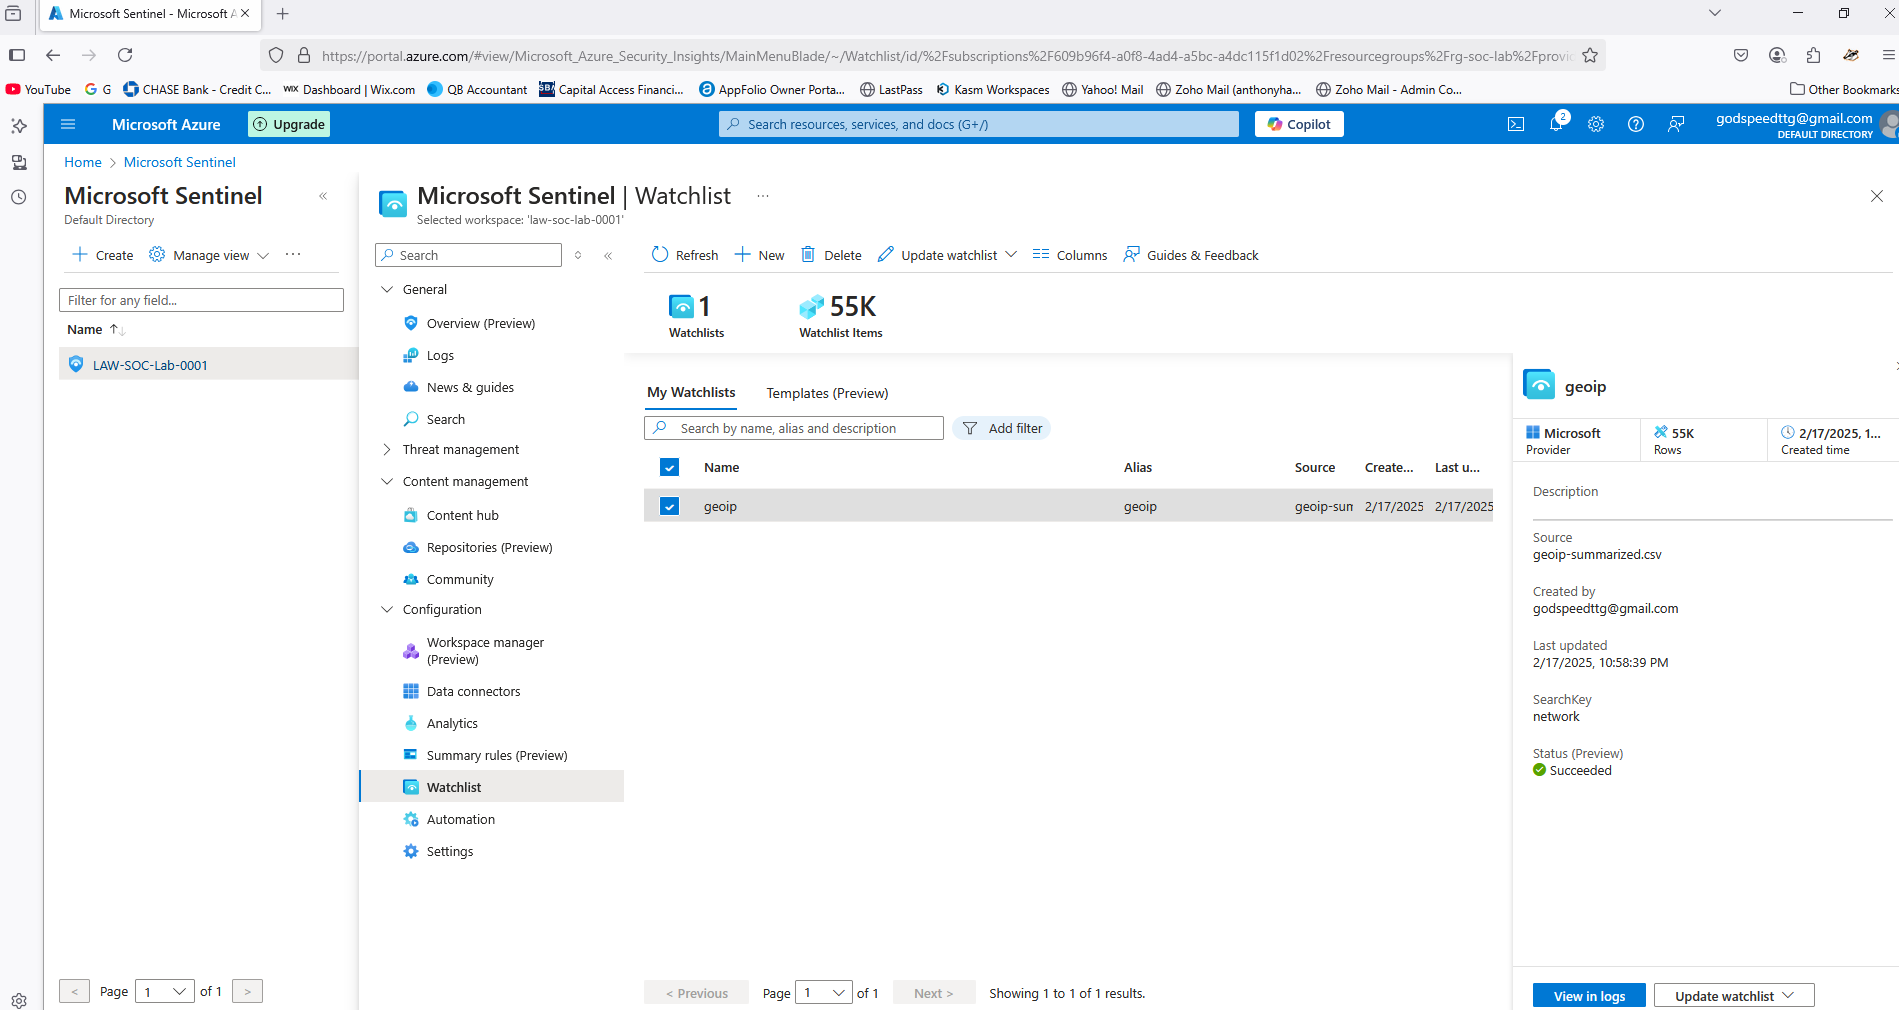 Microsoft Sentinel - Microsoft A
https://portal.azure.com/#view/Microsoft_Azure_Security_Insights/MainMenuBlade/~/Watchlist/id/%2Fsubscriptions%2F609b96f4-a0f8-4ad4-a5bc-a4dc115f1d02%2Fresourcegroups%2Frg-soc-lab%2Fprovi
YouTube G G CHASE Bank - Credit C... WIX Dashboard | Wix.com QB Accountant SBA Capital Access Financi... AppFolio Owner Porta... LastPass Kasm Workspaces Yahoo! Mail Zoho Mail (anthonyha... Zoho Mail - Admin Co... Other Bookmarks
Microsoft Azure Upgrade Search resources, services, and docs (G+/) Copilot 2 godspeedttg@gmail.com
DEFAULT DIRECTORY
Home > Microsoft Sentinel
Microsoft Sentinel «
Default Directory
Create Manage view ...
Filter for any field...
Name ↑↓
LAW-SOC-Lab-0001
< Page 1 of 1 >
Microsoft Sentinel | Watchlist ...
Selected workspace: 'law-soc-lab-0001'
Search «
General
Overview (Preview)
Logs
News & guides
Search
Threat management
Content management
Content hub
Repositories (Preview)
Community
Configuration
Workspace manager
(Preview)
Data connectors
Analytics
Summary rules (Preview)
Watchlist
Automation
Settings
Refresh New Delete Update watchlist Columns Guides & Feedback
1
Watchlists
55K
Watchlist Items
My Watchlists Templates (Preview)
Search by name, alias and description Add filter
Name Alias Source Create... Last u...
geoip geoip geoip-sum 2/17/2025 2/17/2025
< Previous Page 1 of 1 Next > Showing 1 to 1 of 1 results.
geoip
Microsoft
Provider
55K
Rows
2/17/2025, 1...
Created time
Description
Source
geoip-summarized.csv
Created by
godspeedttg@gmail.com
Last updated
2/17/2025, 10:58:39 PM
SearchKey
network
Status (Preview)
Succeeded
View in logs Update watchlist